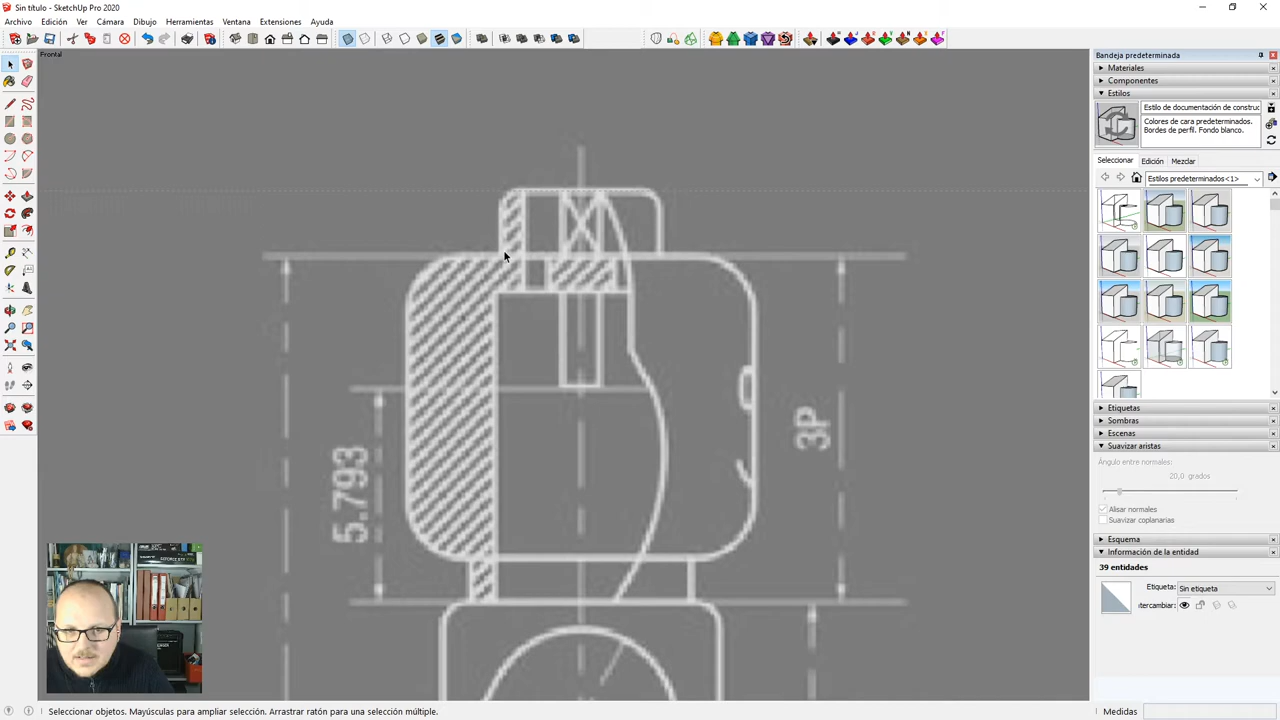 Sin título - SketchUp Pro 2020
Archivo Edición Ver Cámara Dibujo Herramientas Ventana Extensiones Ayuda
Frontal
Bandeja predeterminada
Materiales
Componentes
Estilos
Estilo de documentación de construc
Colores de cara predeterminados.
Bordes de perfil. Fondo blanco.
Seleccionar Edición Mezclar
Estilos predeterminados<1>
5.793
3P
Etiquetas
Sombras
Escenas
Suavizar aristas
Ángulo entre normales:
20,0 grados
Alisar normales
Suavizar coplanarias
Esquema
Información de la entidad
39 entidades
Etiqueta: Sin etiqueta
ntercambiar:
Seleccionar objetos. Mayúsculas para ampliar selección. Arrastrar ratón para una selección múltiple.
Medidas